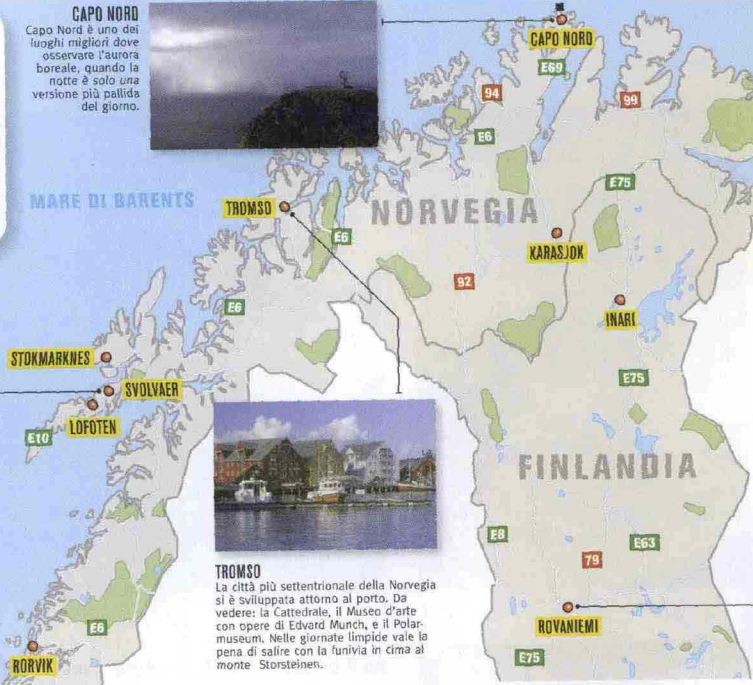 CAPO NORD
Capo Nord è uno dei
luoghi migliori dove
osservare l'aurora
boreale, quando la
notte è solo una
versione più pallida
del giorno.
CAPO NORD
E69
94
99
E6
MARE DI BARENTS
TROMSO
NORVEGIA
E75
E6
KARASJOK
92
E6
INARI
STOKMARKNES
SVOLVAER
E75
LOFOTEN
E10
FINLANDIA
E8
E63
79
TROMSO
La città più settentrionale della Norvegia
si è sviluppata attorno al porto. Da
vedere: la Cattedrale, il Museo d'arte
con opere di Edvard Munch, e il Polar-
museum. Nelle giornate limpide vale la
pena di salire con la funivia in cima al
monte Storsteinen.
E6
ROVANIEMI
RORVIK
E75